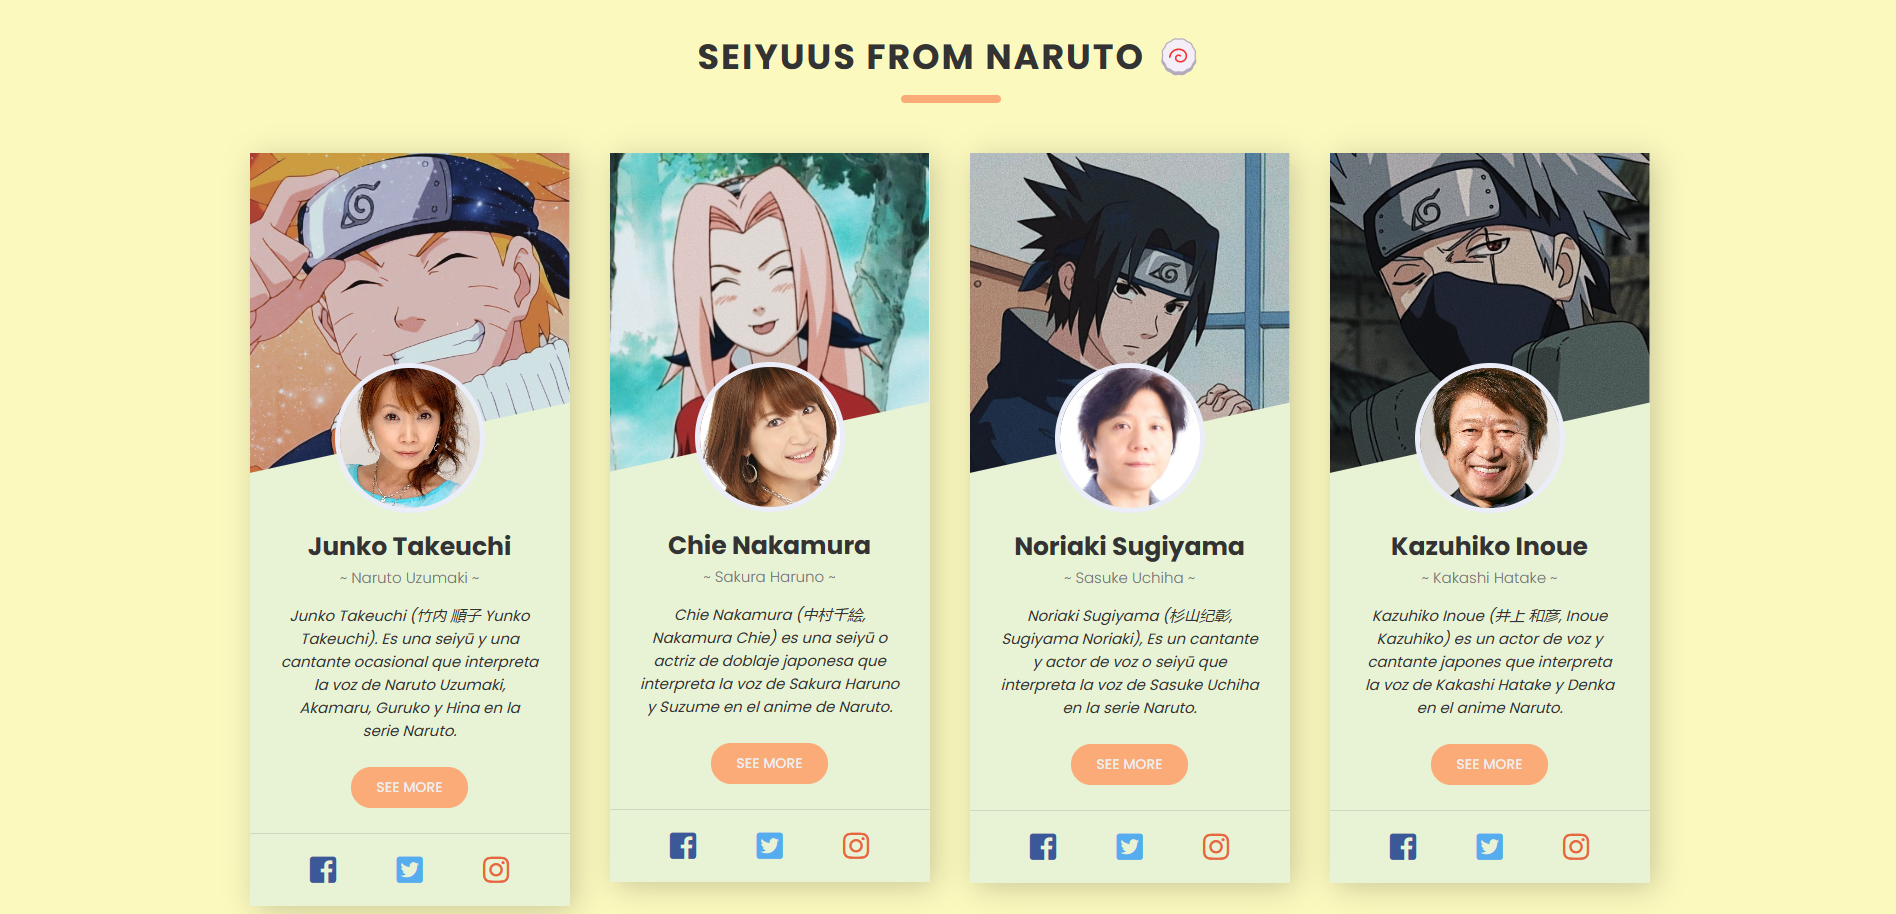 SEIYUUS FROM NARUTO
Junko Takeuchi
~ Naruto Uzumaki ~
Junko Takeuchi (竹内 順子 Yunko
Takeuchi). Es una seiyū y una
cantante ocasional que interpreta
la voz de Naruto Uzumaki,
Akamaru, Guruko y Hina en la
serie Naruto.
SEE MORE
Chie Nakamura
~ Sakura Haruno ~
Chie Nakamura (中村千絵,
Nakamura Chie) es una seiyū o
actriz de doblaje japonesa que
interpreta la voz de Sakura Haruno
y Suzume en el anime de Naruto.
SEE MORE
Noriaki Sugiyama
~ Sasuke Uchiha ~
Noriaki Sugiyama (杉山纪彰,
Sugiyama Noriaki), Es un cantante
y actor de voz o seiyū que
interpreta la voz de Sasuke Uchiha
en la serie Naruto.
SEE MORE
Kazuhiko Inoue
~ Kakashi Hatake ~
Kazuhiko Inoue (井上 和彦, Inoue
Kazuhiko) es un actor de voz y
cantante japones que interpreta
la voz de Kakashi Hatake y Denka
en el anime Naruto.
SEE MORE